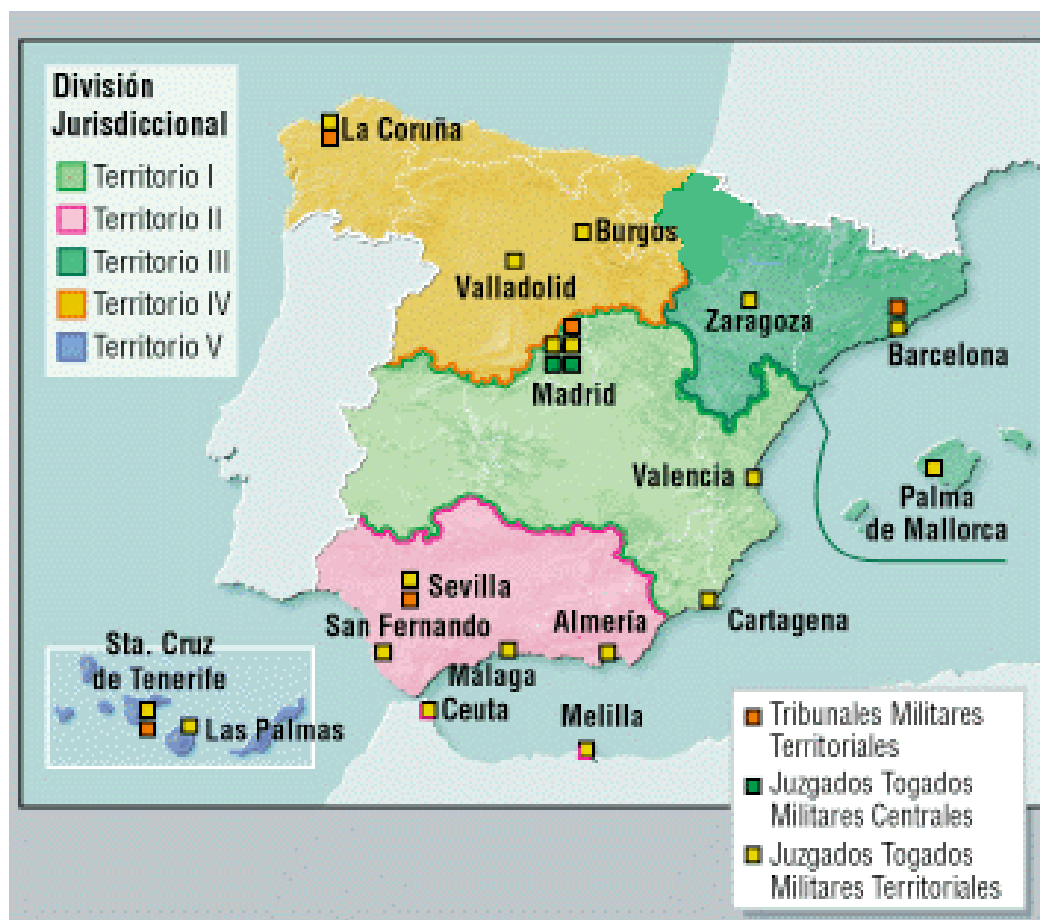 División
Jurisdiccional
Territorio I
Territorio II
Territorio III
Territorio IV
Territorio V
La Coruña
Burgos
Valladolid
Zaragoza
Barcelona
Madrid
Valencia
Palma
de Mallorca
Sevilla
San Fernando
Almería
Cartagena
Málaga
Ceuta
Melilla
Sta. Cruz
de Tenerife
Las Palmas
Tribunales Militares
Territoriales
Juzgados Togados
Militares Centrales
Juzgados Togados
Militares Territoriales